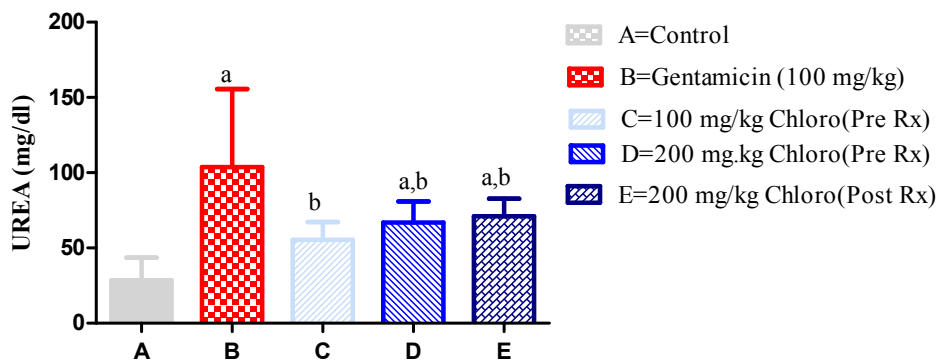 UREA (mg/dl)
200
150
100
50
0
a
b
a,b
a,b
A
B
C
D
E
A=Control
B=Gentamicin (100 mg/kg)
C=100 mg/kg Chloro(Pre Rx)
D=200 mg.kg Chloro(Pre Rx)
E=200 mg/kg Chloro(Post Rx)